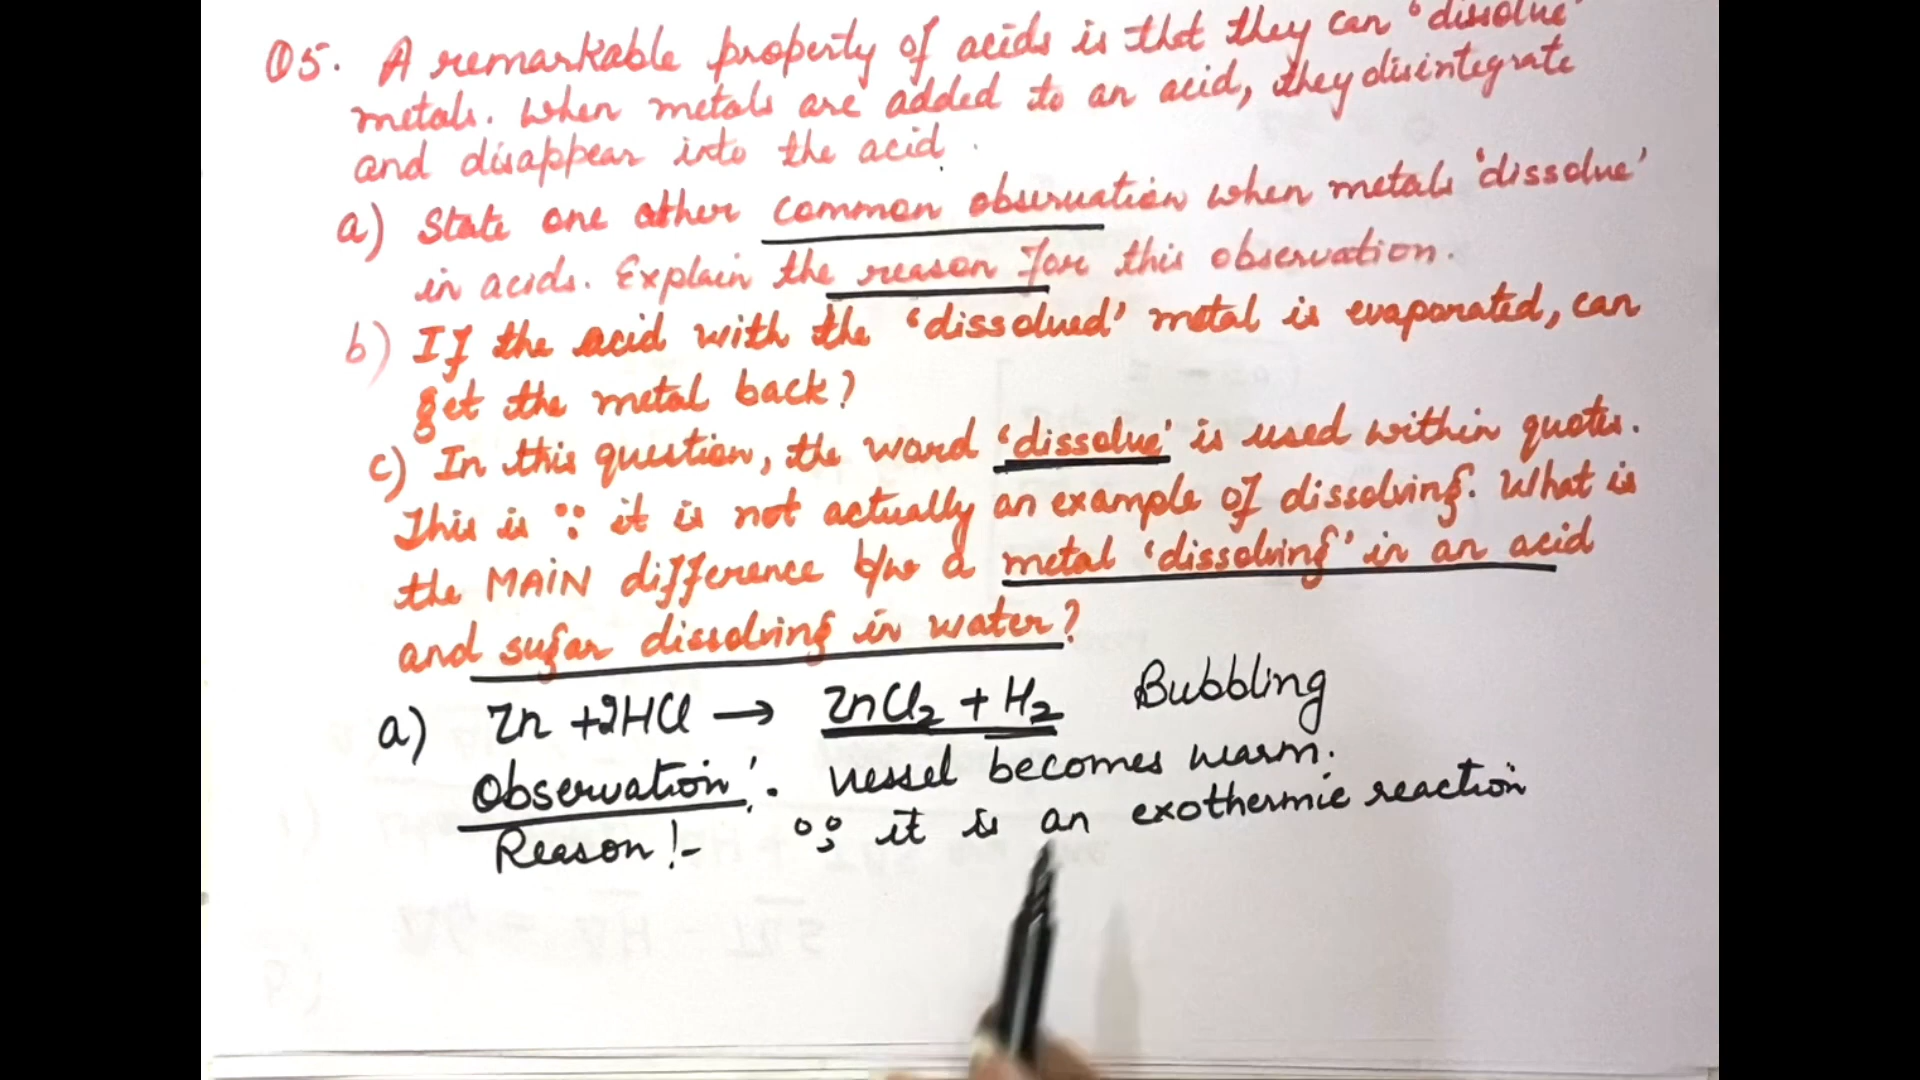 Q5. A remarkable property of acids is that they can 'dissolve'
metals. When metals are added to an acid, they disintegrate
and disappear into the acid.
a) State one other common observation when metals 'dissolve'
in acids. Explain the reason for this observation.
b) If the acid with the 'dissolved' metal is evaporated, can
get the metal back?
c) In this question, the word 'dissolve' is used within quotes.
This is ∵ it is not actually an example of dissolving. What is
the MAIN difference b/w a metal 'dissolving' in an acid
and sugar dissolving in water?
a) Zn + 2HCl → ZnCl₂ + H₂ Bubbling
Observation:. vessel becomes warm.
Reason:- ∵ it is an exothermic reaction